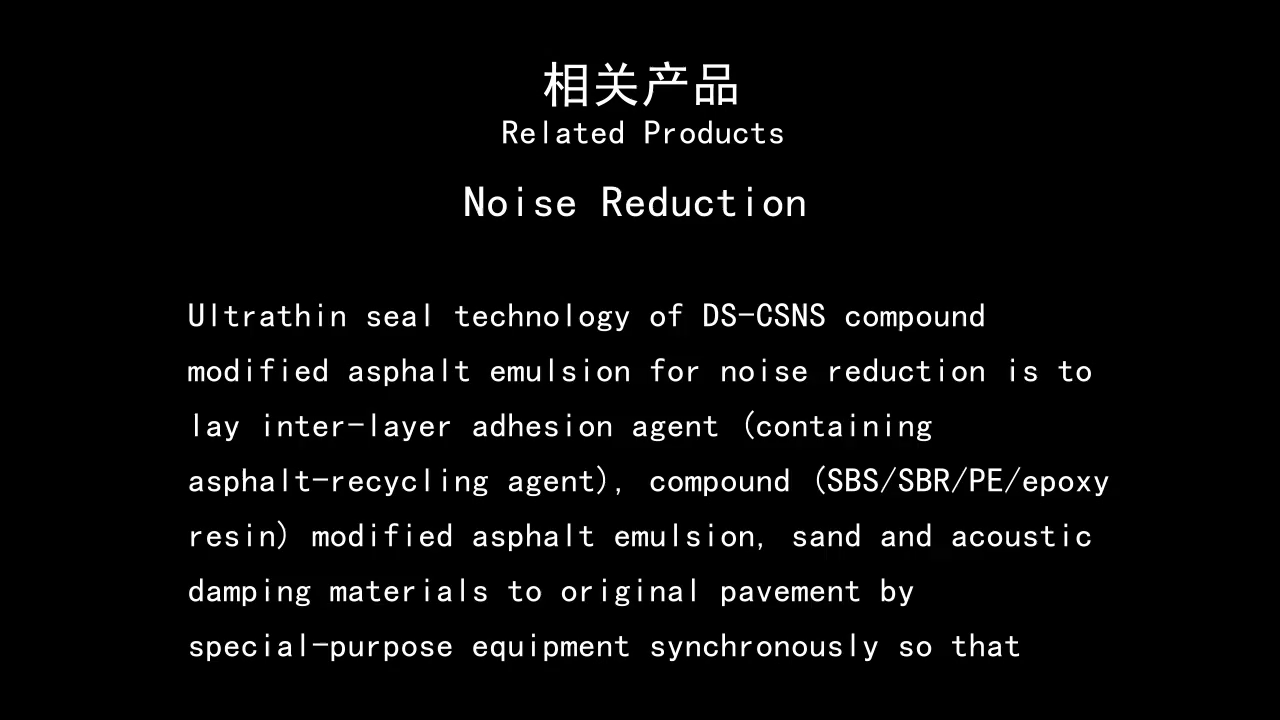 相关产品
Related Products
Noise Reduction
Ultrathin seal technology of DS-CSNS compound
modified asphalt emulsion for noise reduction is to
lay inter-layer adhesion agent (containing
asphalt-recycling agent), compound (SBS/SBR/PE/epoxy
resin) modified asphalt emulsion, sand and acoustic
damping materials to original pavement by
special-purpose equipment synchronously so that